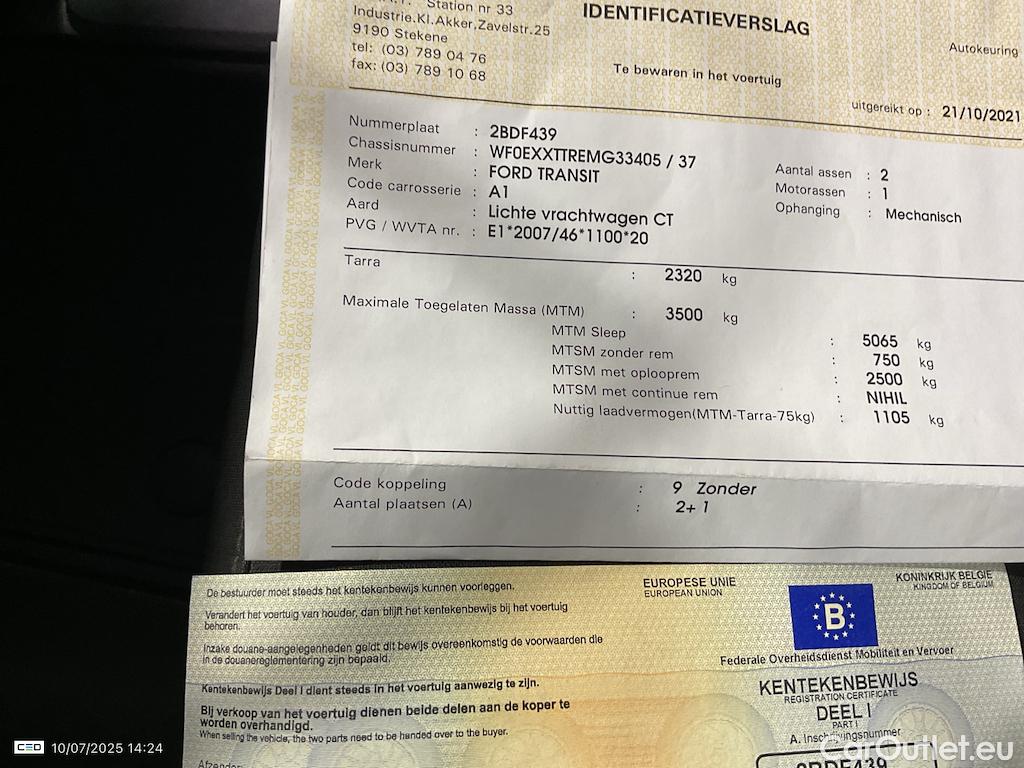 Station nr 33
Industrie.Kl.Akker,Zavelstr.25
9190 Stekene
tel: (03) 789 04 76
fax: (03) 789 10 68
IDENTIFICATIEVERSLAG
Autokeuring
Te bewaren in het voertuig
uitgereikt op : 21/10/2021
Nummerplaat : 2BDF439
Chassisnummer : WF0EXXTTREMG33405 / 37
Merk : FORD TRANSIT
Code carrosserie : A1
Aard : Lichte vrachtwagen CT
PVG / WVTA nr. : E1*2007/46*1100*20
Aantal assen : 2
Motorassen : 1
Ophanging : Mechanisch
Tarra : 2320 kg
Maximale Toegelaten Massa (MTM) : 3500 kg
MTM Sleep : 5065 kg
MTSM zonder rem : 750 kg
MTSM met oplooprem : 2500 kg
MTSM met continue rem : NIHIL
Nuttig laadvermogen(MTM-Tarra-75kg) : 1105 kg
Code koppeling : 9 Zonder
Aantal plaatsen (A) : 2+ 1
De bestuurder moet steeds het kentekenbewijs kunnen voorleggen.
Verandert het voertuig van houder, dan blijft het kentekenbewijs bij het voertuig
behoren.
Inzake douane-aangelegenheden geldt dit bewijs overeenkomstig de voorwaarden die
in de douanereglementering zijn bepaald.
Kentekenbewijs Deel I dient steeds in het voertuig aanwezig te zijn.
Bij verkoop van het voertuig dienen beide delen aan de koper te
worden overhandigd.
When selling the vehicle, the two parts need to be handed over to the buyer.
Afzender
EUROPESE UNIE
EUROPEAN UNION
KONINKRIJK BELGIE
KINGDOM OF BELGIUM
B
Federale Overheidsdienst Mobiliteit en Vervoer
KENTEKENBEWIJS
REGISTRATION CERTIFICATE
DEEL I
PART I
A. Inschrijvingsnummer
2BDF439
CarOutlet.eu
CED 10/07/2025 14:24